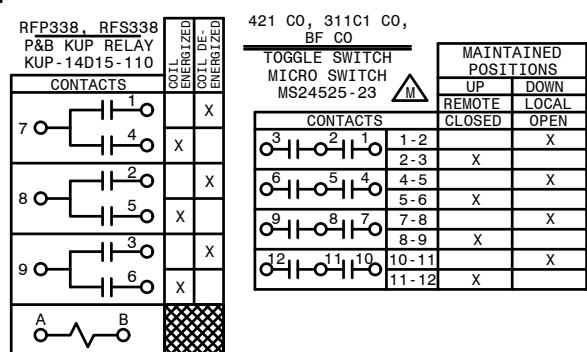 RFP338, RFS338
P&B KUP RELAY
KUP-14D15-110
COIL ENERGIZED
COIL DE-ENERGIZED
CONTACTS
1 X
7
4 X
2 X
8
5 X
3 X
9
6 X
A B
421 CO, 311C1 CO,
BF CO
TOGGLE SWITCH
MICRO SWITCH
MS24525-23
M
MAINTAINED
POSITIONS
UP DOWN
REMOTE LOCAL
CONTACTS CLOSED OPEN
3 2 1 1-2 X
2-3 X
6 5 4 4-5 X
5-6 X
9 8 7 7-8 X
8-9 X
12 11 10 10-11 X
11-12 X